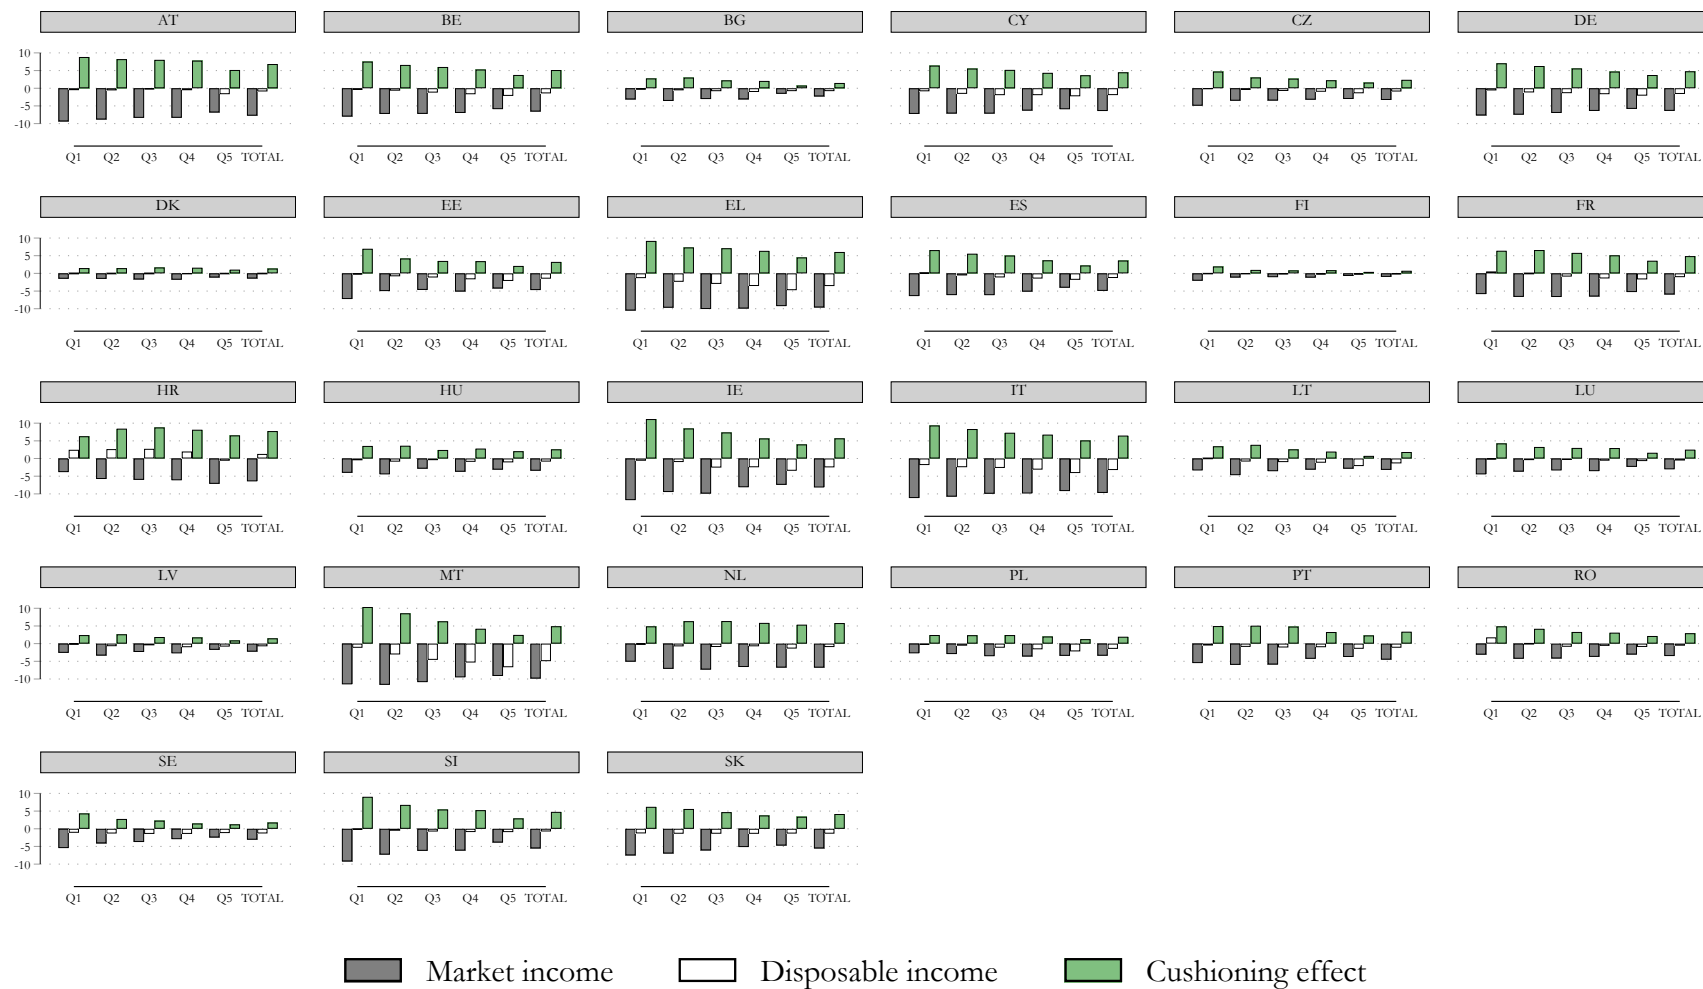 AT BE BG CY CZ DE
10
5
0
-5
-10
Q1 Q2 Q3 Q4 Q5 TOTAL Q1 Q2 Q3 Q4 Q5 TOTAL Q1 Q2 Q3 Q4 Q5 TOTAL Q1 Q2 Q3 Q4 Q5 TOTAL Q1 Q2 Q3 Q4 Q5 TOTAL Q1 Q2 Q3 Q4 Q5 TOTAL
DK EE EL ES FI FR
10
5
0
-5
-10
Q1 Q2 Q3 Q4 Q5 TOTAL Q1 Q2 Q3 Q4 Q5 TOTAL Q1 Q2 Q3 Q4 Q5 TOTAL Q1 Q2 Q3 Q4 Q5 TOTAL Q1 Q2 Q3 Q4 Q5 TOTAL Q1 Q2 Q3 Q4 Q5 TOTAL
HR HU IE IT LT LU
10
5
0
-5
-10
Q1 Q2 Q3 Q4 Q5 TOTAL Q1 Q2 Q3 Q4 Q5 TOTAL Q1 Q2 Q3 Q4 Q5 TOTAL Q1 Q2 Q3 Q4 Q5 TOTAL Q1 Q2 Q3 Q4 Q5 TOTAL Q1 Q2 Q3 Q4 Q5 TOTAL
LV MT NL PL PT RO
10
5
0
-5
-10
Q1 Q2 Q3 Q4 Q5 TOTAL Q1 Q2 Q3 Q4 Q5 TOTAL Q1 Q2 Q3 Q4 Q5 TOTAL Q1 Q2 Q3 Q4 Q5 TOTAL Q1 Q2 Q3 Q4 Q5 TOTAL Q1 Q2 Q3 Q4 Q5 TOTAL
SE SI SK
10
5
0
-5
-10
Q1 Q2 Q3 Q4 Q5 TOTAL Q1 Q2 Q3 Q4 Q5 TOTAL Q1 Q2 Q3 Q4 Q5 TOTAL
Market income Disposable income Cushioning effect